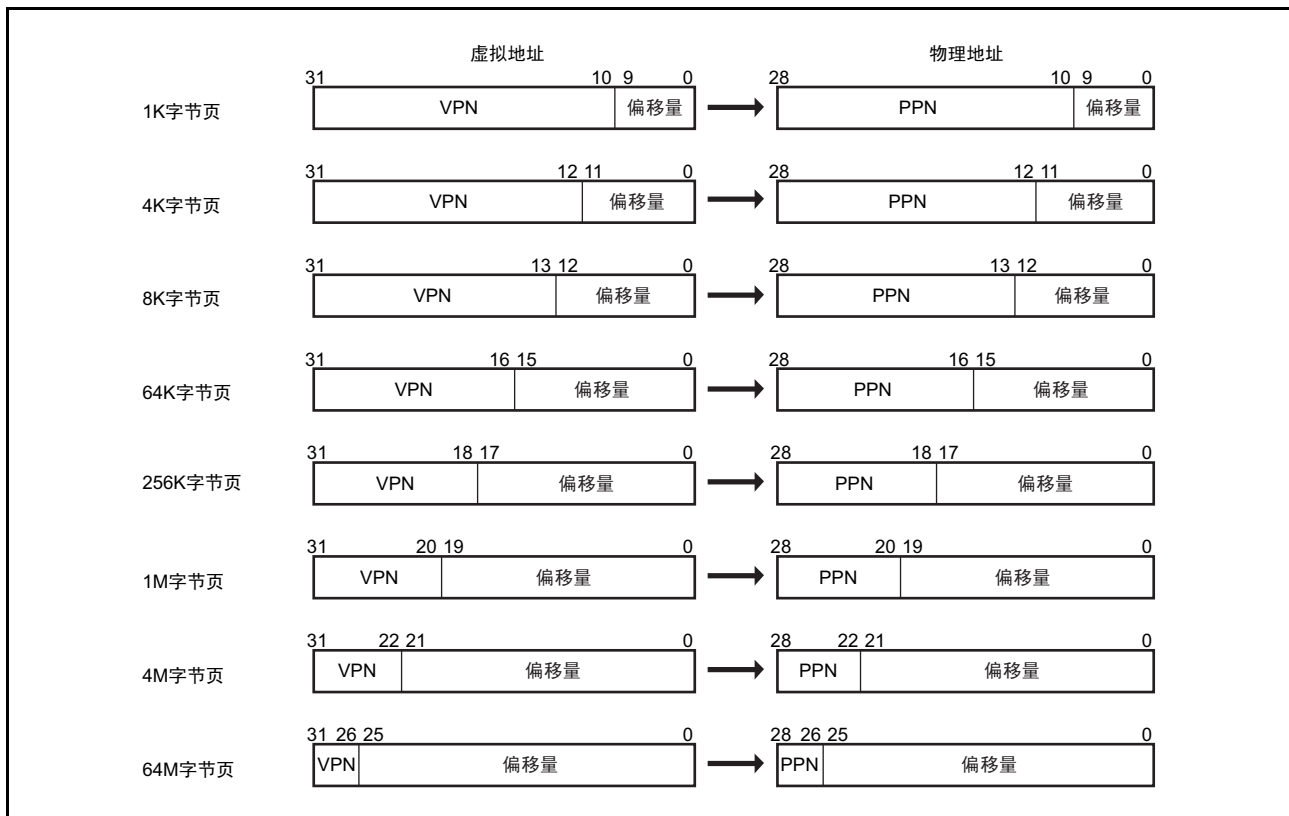 虚拟地址 物理地址
31 10 9 0 28 10 9 0
1K字节页 VPN 偏移量 PPN 偏移量
31 12 11 0 28 12 11 0
4K字节页 VPN 偏移量 PPN 偏移量
31 13 12 0 28 13 12 0
8K字节页 VPN 偏移量 PPN 偏移量
31 16 15 0 28 16 15 0
64K字节页 VPN 偏移量 PPN 偏移量
31 18 17 0 28 18 17 0
256K字节页 VPN 偏移量 PPN 偏移量
31 20 19 0 28 20 19 0
1M字节页 VPN 偏移量 PPN 偏移量
31 22 21 0 28 22 21 0
4M字节页 VPN 偏移量 PPN 偏移量
31 26 25 0 28 26 25 0
64M字节页 VPN 偏移量 PPN 偏移量